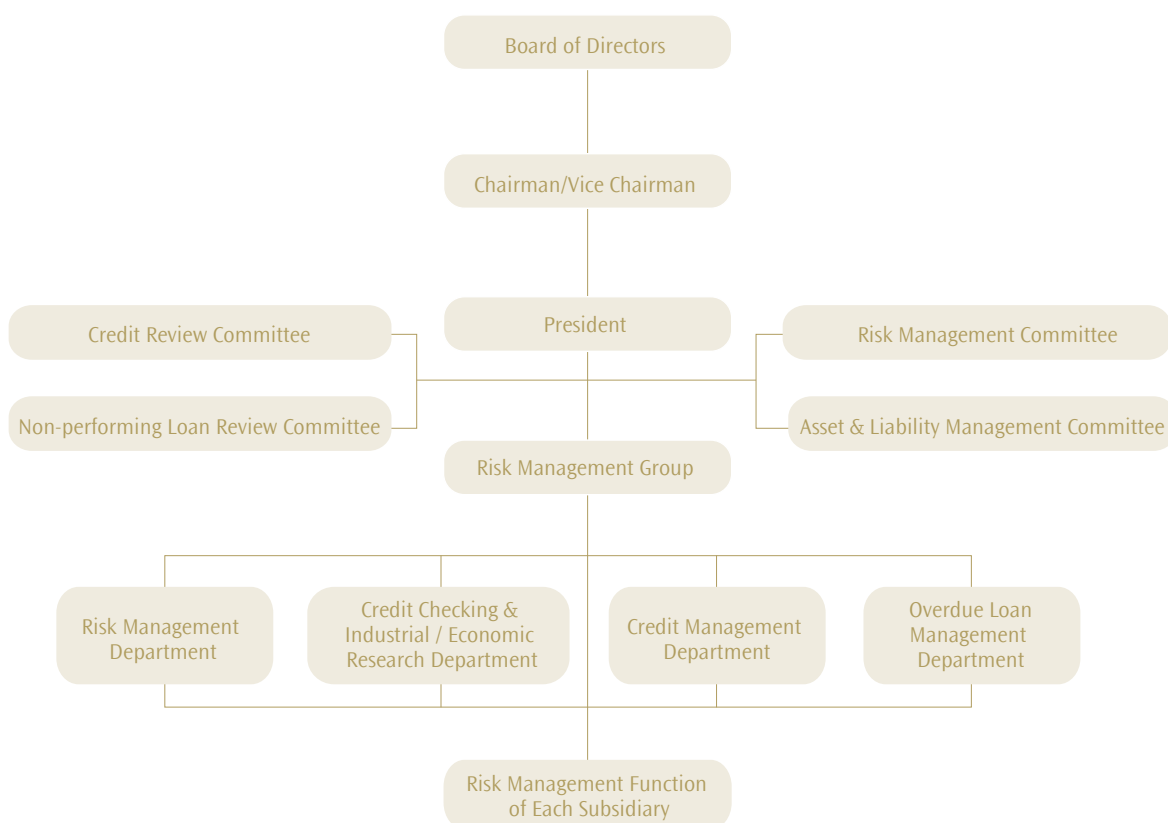 Board of Directors
Chairman/Vice Chairman
President
Credit Review Committee
Risk Management Committee
Non-performing Loan Review Committee
Asset & Liability Management Committee
Risk Management Group
Risk Management
Department
Credit Checking &
Industrial / Economic
Research Department
Credit Management
Department
Overdue Loan
Management
Department
Risk Management Function
of Each Subsidiary